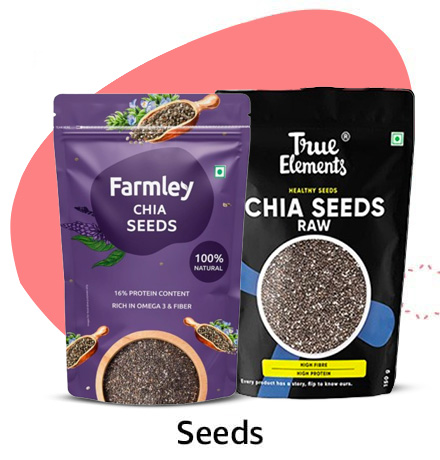 Farmley
CHIA
SEEDS
100%
NATURAL
16% PROTEIN CONTENT
RICH IN OMEGA 3 & FIBER
True®
Elements
HEALTHY SEEDS
CHIA SEEDS
RAW
HIGH FIBRE
HIGH PROTEIN
Every product has a story, flip to know ours.
150 g
Seeds